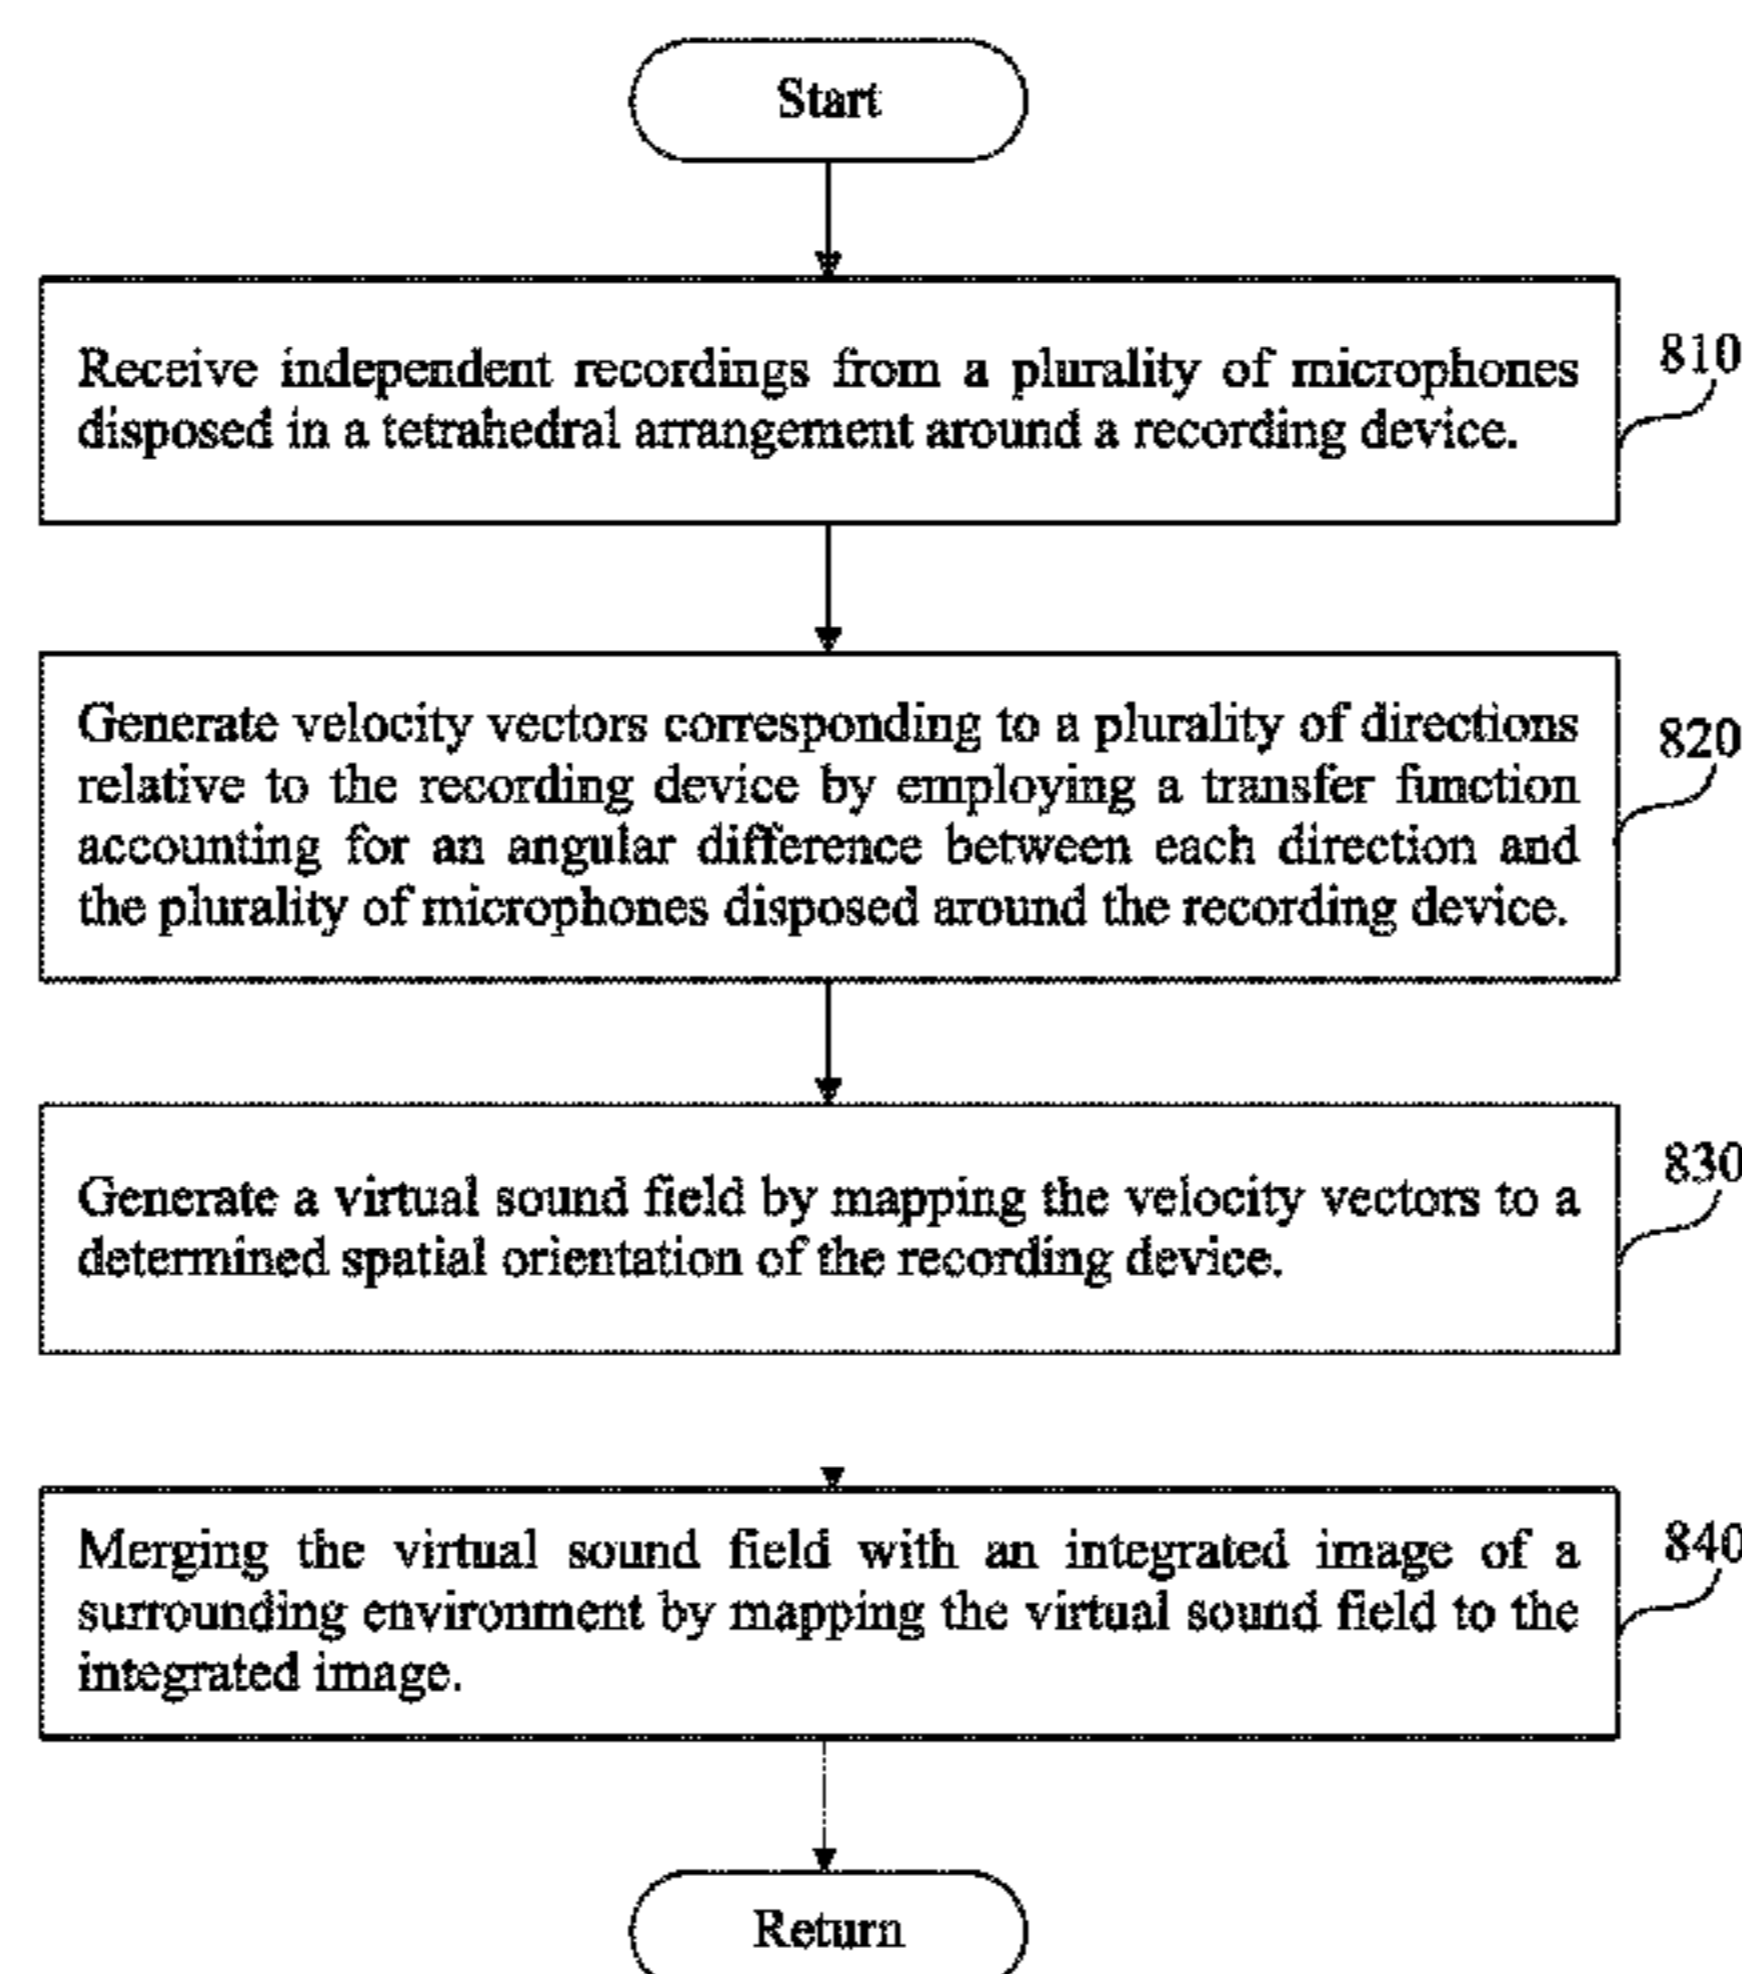 Start
Receive independent recordings from a plurality of microphones
disposed in a tetrahedral arrangement around a recording device.
810
Generate velocity vectors corresponding to a plurality of directions
relative to the recording device by employing a transfer function
accounting for an angular difference between each direction and
the plurality of microphones disposed around the recording device.
820
Generate a virtual sound field by mapping the velocity vectors to a
determined spatial orientation of the recording device.
830
Merging the virtual sound field with an integrated image of a
surrounding environment by mapping the virtual sound field to the
integrated image.
840
Return